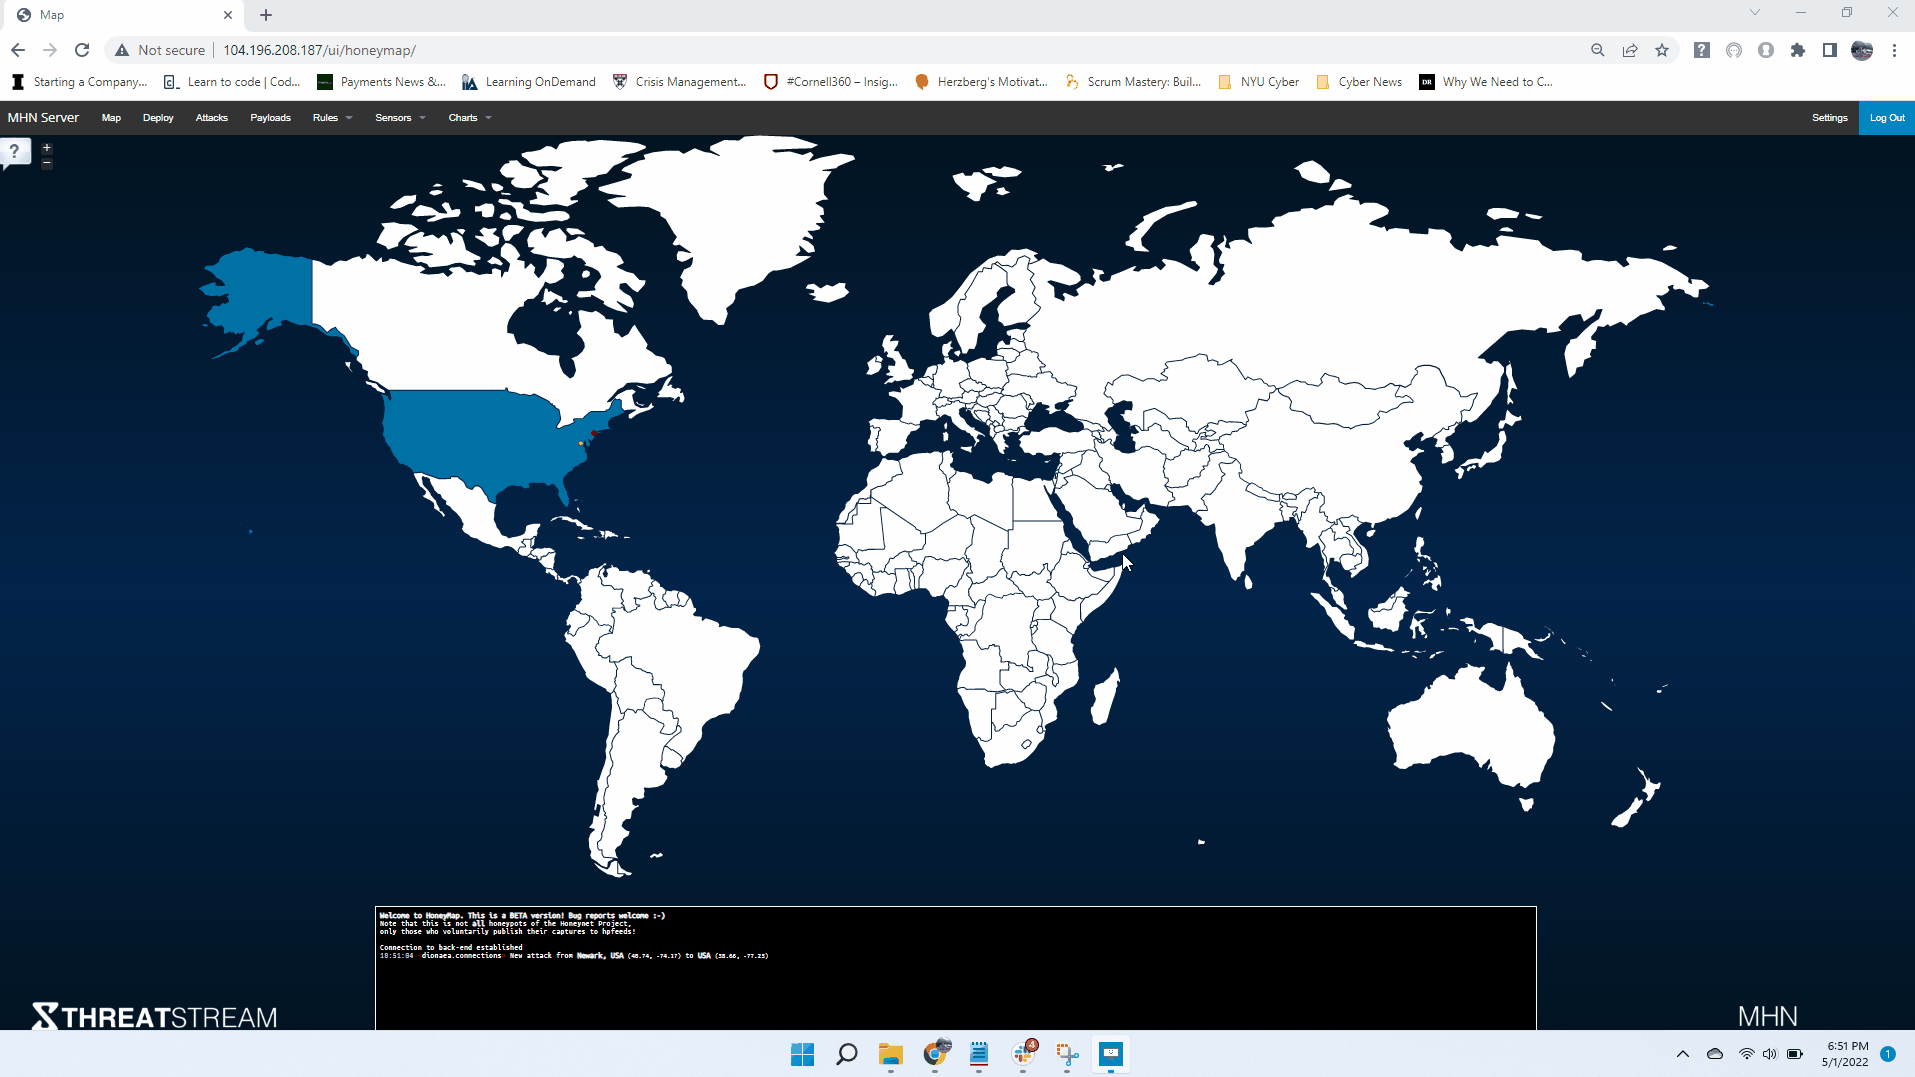 Map
Not secure
104.196.208.187/ui/honeymap/
Starting a Company...
Learn to code | Cod...
Payments News &...
Learning OnDemand
Crisis Management...
#Cornell360 – Insig...
Herzberg's Motivat...
Scrum Mastery: Buil...
NYU Cyber
Cyber News
DR
Why We Need to C...
MHN Server
Map
Deploy
Attacks
Payloads
Rules
Sensors
Charts
Settings
Log Out
?
+
−
Welcome to HoneyMap. This is a BETA version! Bug reports welcome :-)
Note that this is not all honeypots of the Honeynet Project,
only those who voluntarily publish their captures to hpfeeds!
Connection to back-end established
18:51:04 <dionaea.connections> New attack from Newark, USA (40.74, -74.17) to USA (38.66, -77.25)
THREATSTREAM
MHN
4
6:51 PM
5/1/2022
1